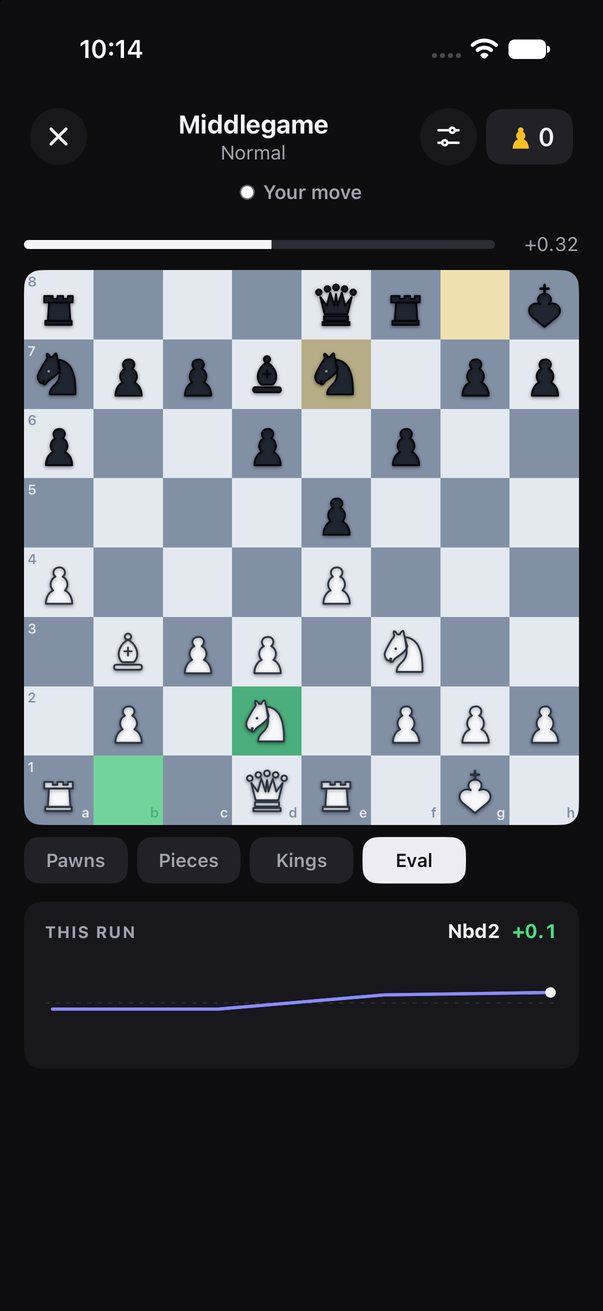 10:14
Middlegame
Normal
0
Your move
+0.32
8
7
6
5
4
3
2
1
a b c d e f g h
Pawns Pieces Kings Eval
THIS RUN Nbd2 +0.1